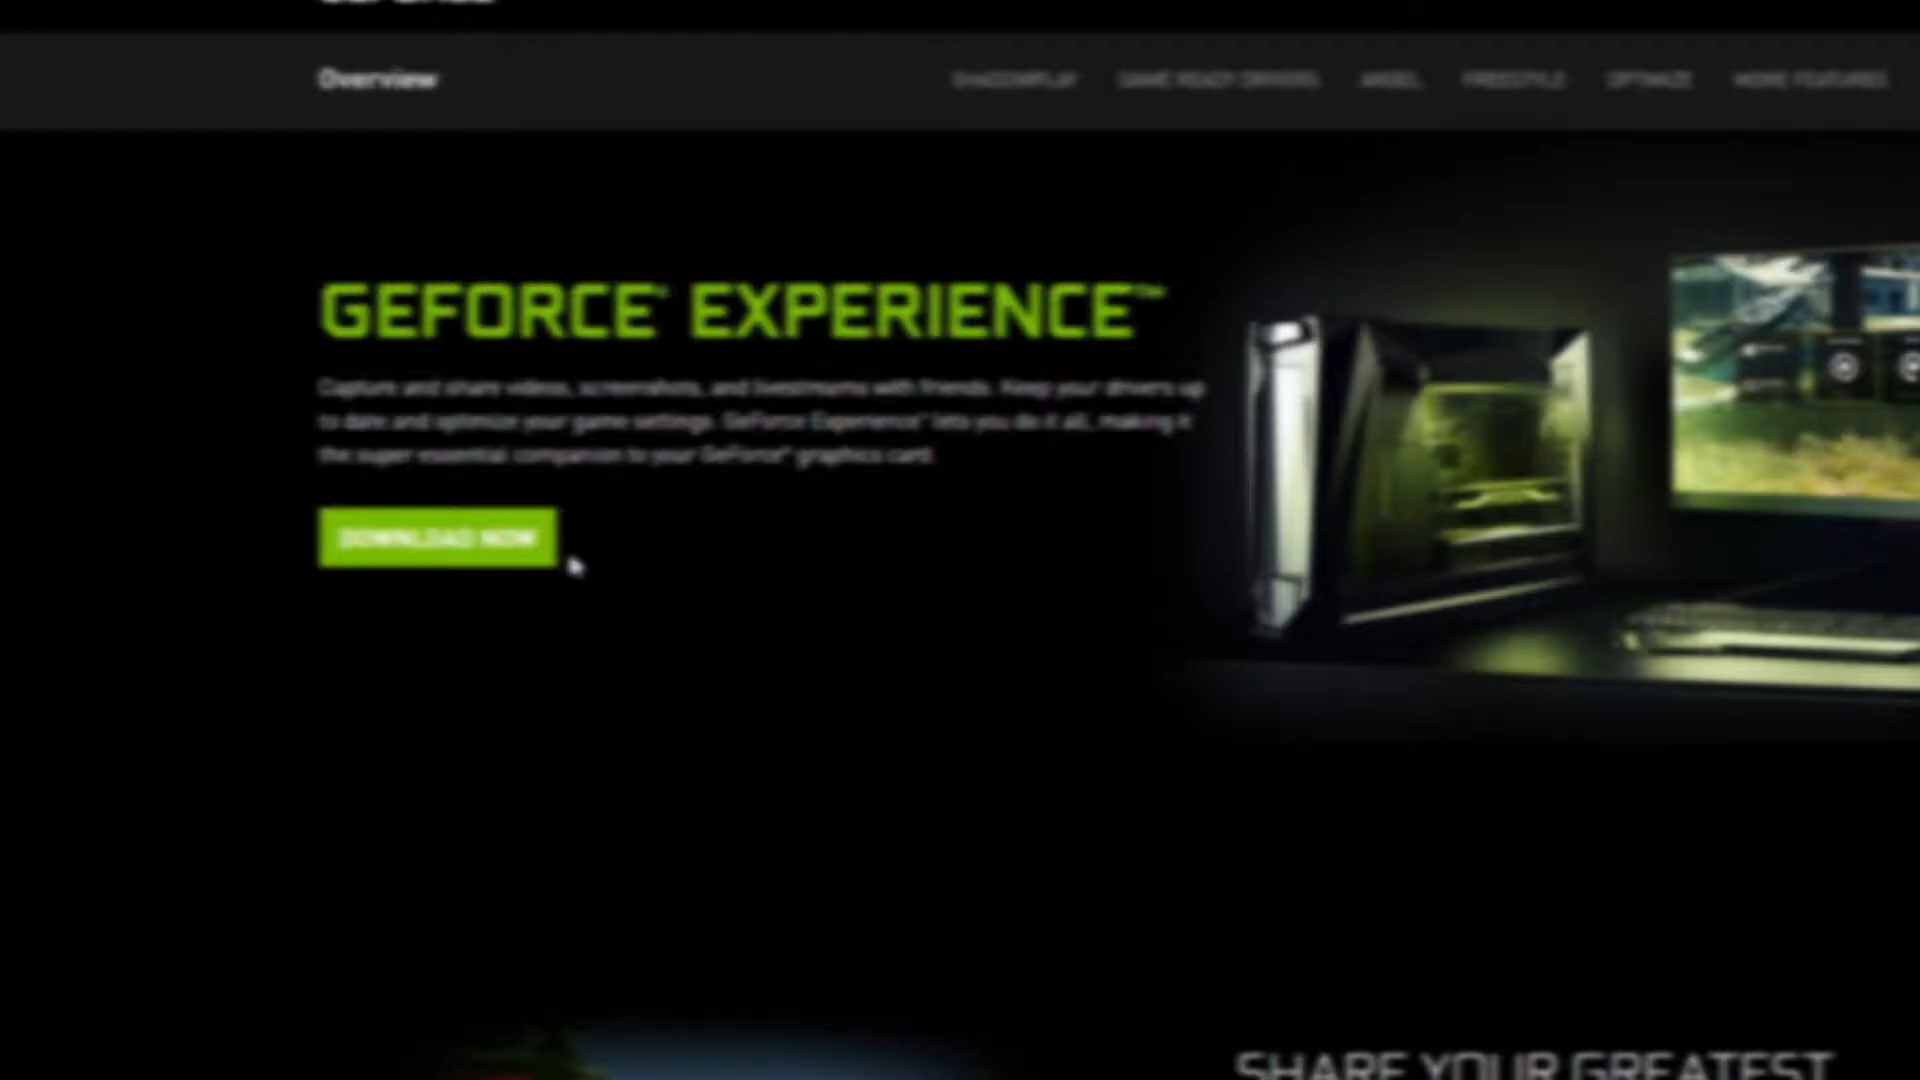 Overview
SHADOWPLAY GAME READY DRIVERS ANSEL FREESTYLE OPTIMIZE MORE FEATURES
GEFORCE® EXPERIENCE™
Capture and share videos, screenshots, and livestreams with friends. Keep your drivers up
to date and optimize your game settings. GeForce Experience™ lets you do it all, making it
the super essential companion to your GeForce® graphics card.
DOWNLOAD NOW
SHARE YOUR GREATEST